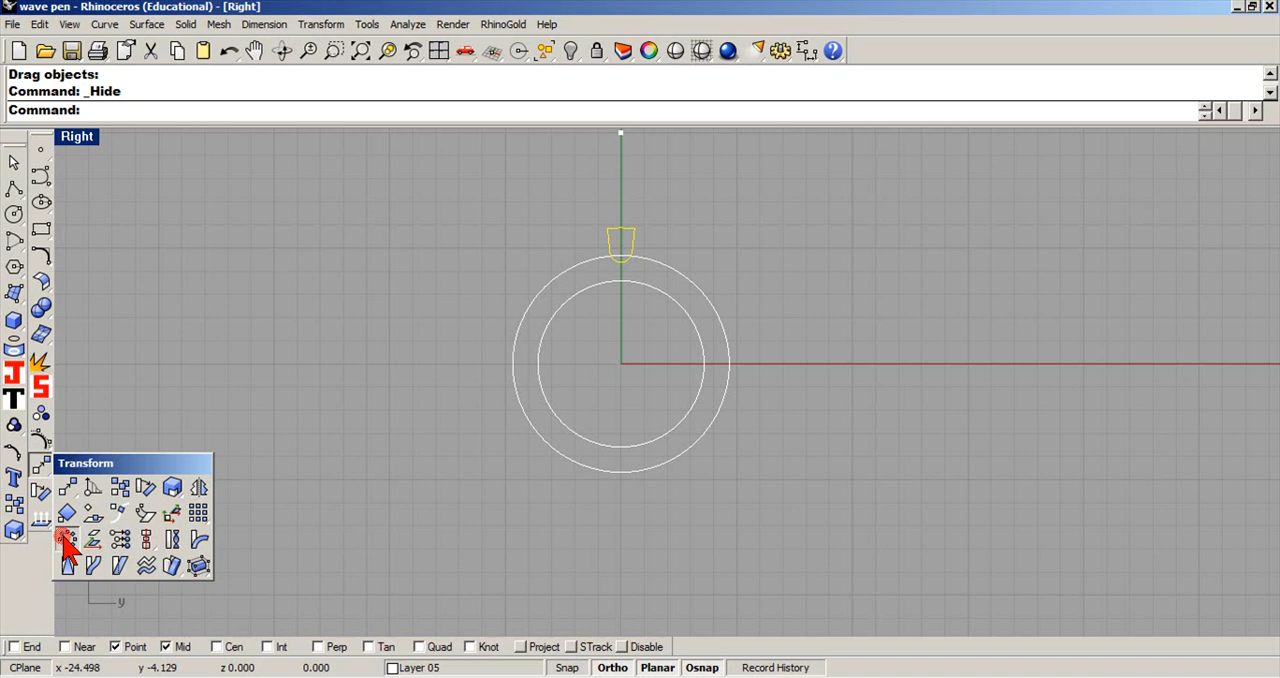 wave pen - Rhinoceros (Educational) - [Right]
File Edit View Curve Surface Solid Mesh Dimension Transform Tools Analyze Render RhinoGold Help
Drag objects:
Command: _Hide
Command:
Right
J
S
T
T
Transform
y
End Near Point Mid Cen Int Perp Tan Quad Knot Project STrack Disable
CPlane x -24.498 y -4.129 z 0.000 0.000 Layer 05 Snap Ortho Planar Osnap Record History